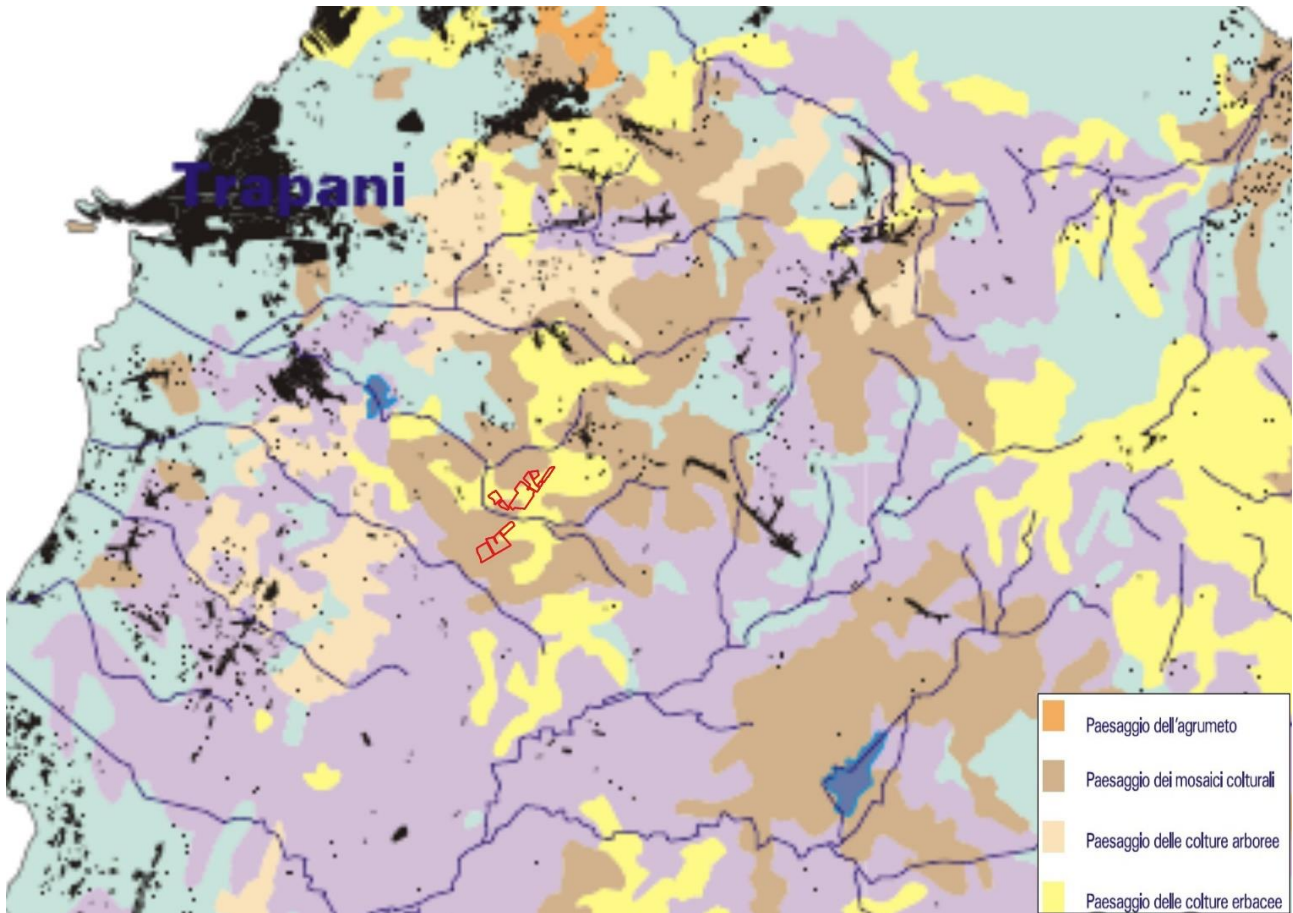 Trapani
Paesaggio dell'agrumeto
Paesaggio dei mosaici colturali
Paesaggio delle colture arboree
Paesaggio delle colture erbacee